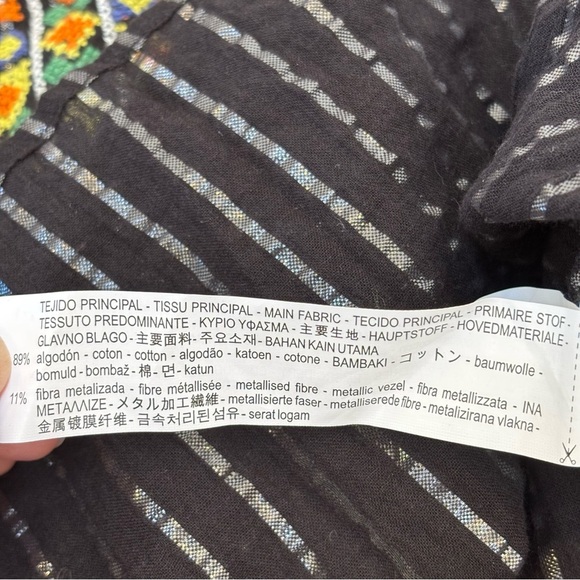 TEJIDO PRINCIPAL - TISSU PRINCIPAL - MAIN FABRIC - TECIDO PRINCIPAL - PRIMAIRE STOF -
TESSUTO PREDOMINANTE - ΚΥΡΙΟ ΥΦΑΣΜΑ - 主要生地 - HAUPTSTOFF - HOVEDMATERIALE -
GLAVNO BLAGO - 主要面料 - 주요소재 - BAHAN KAIN UTAMA
89% algodón - coton - cotton - algodão - katoen - cotone - BAMBAKI - コットン - baumwolle -
bomuld - bombaž - 棉 - 면 - katun
11% fibra metalizada - fibre métallisée - metallised fibre - metallic vezel - fibra metallizzata - INA
METAΛΛIZE - メタル加工繊維 - metallisierte faser - metalliserede fibre - metalizirana vlakna -
金属镀膜纤维 - 금속처리된섬유 - serat logam